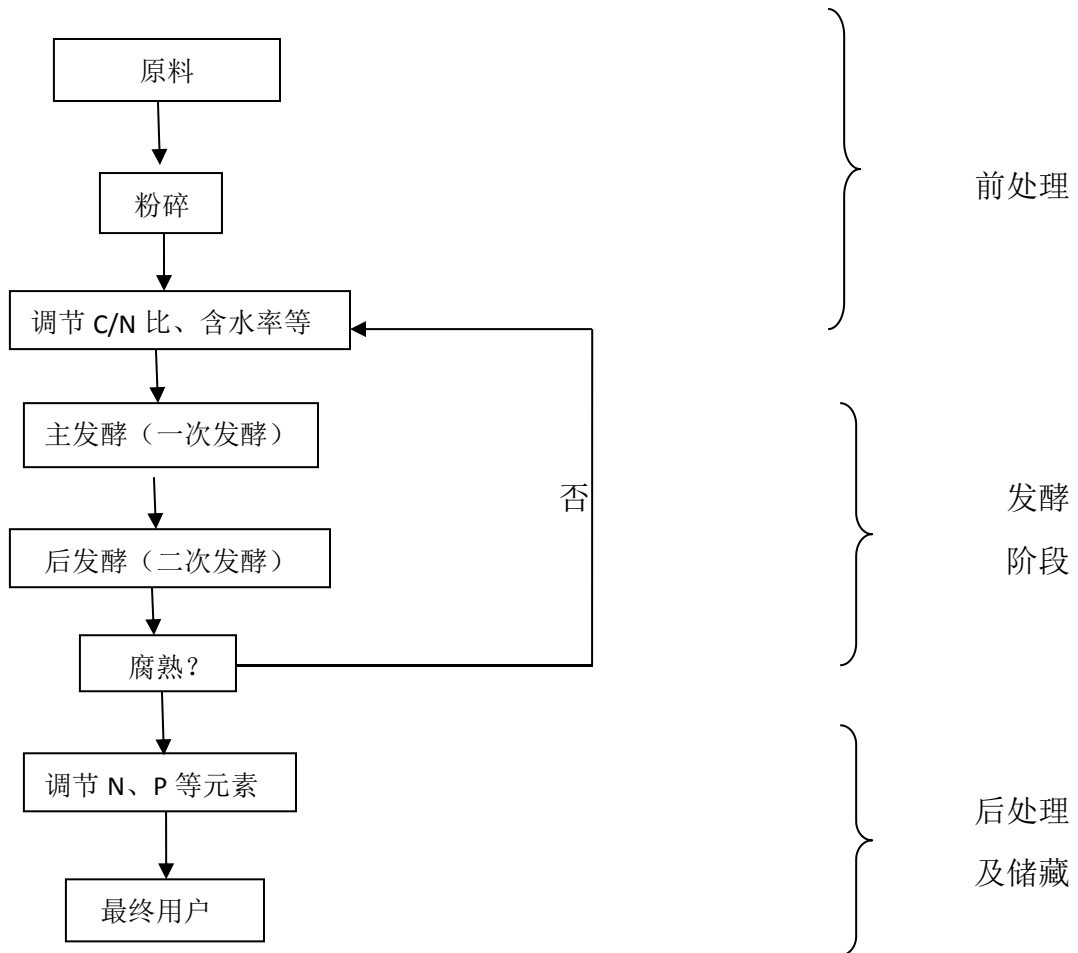 原料
粉碎
前处理
调节 C/N 比、含水率等
主发酵（一次发酵）
否
发酵
阶段
后发酵（二次发酵）
腐熟？
调节 N、P 等元素
后处理
及储藏
最终用户